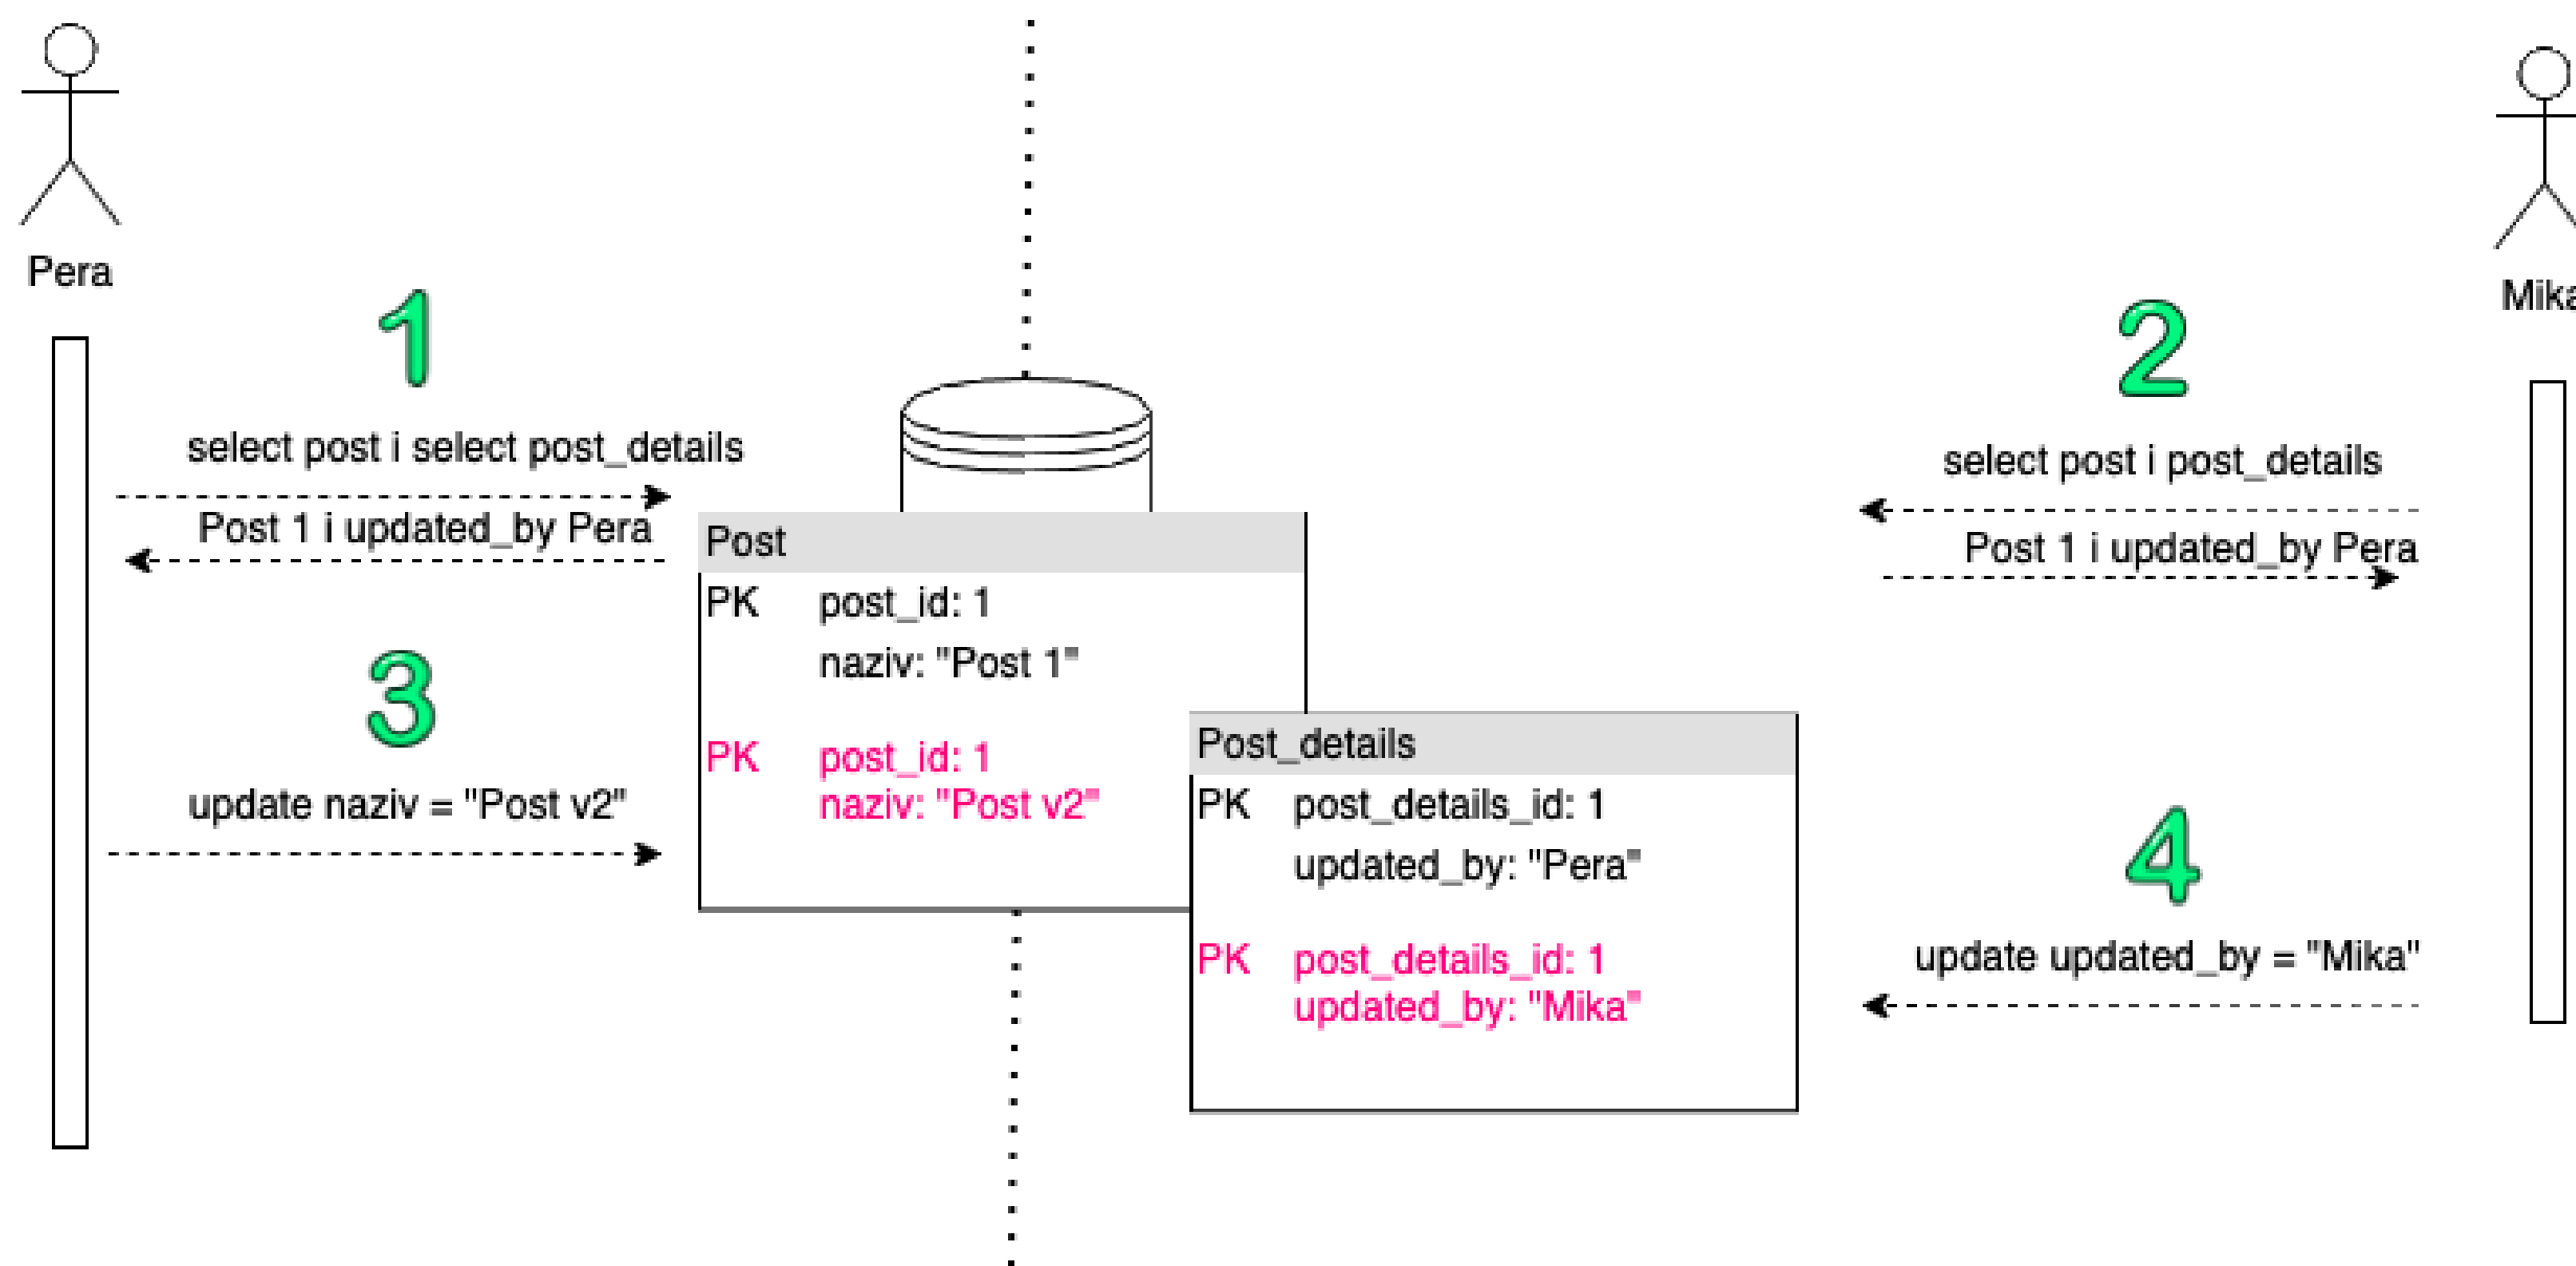 Pera
Mika
1
2
select post i select post_details
select post i post_details
Post 1 i updated_by Pera
Post 1 i updated_by Pera
Post
PK post_id: 1
naziv: "Post 1"
PK post_id: 1
naziv: "Post v2"
3
update naziv = "Post v2"
Post_details
PK post_details_id: 1
updated_by: "Pera"
PK post_details_id: 1
updated_by: "Mika"
4
update updated_by = "Mika"